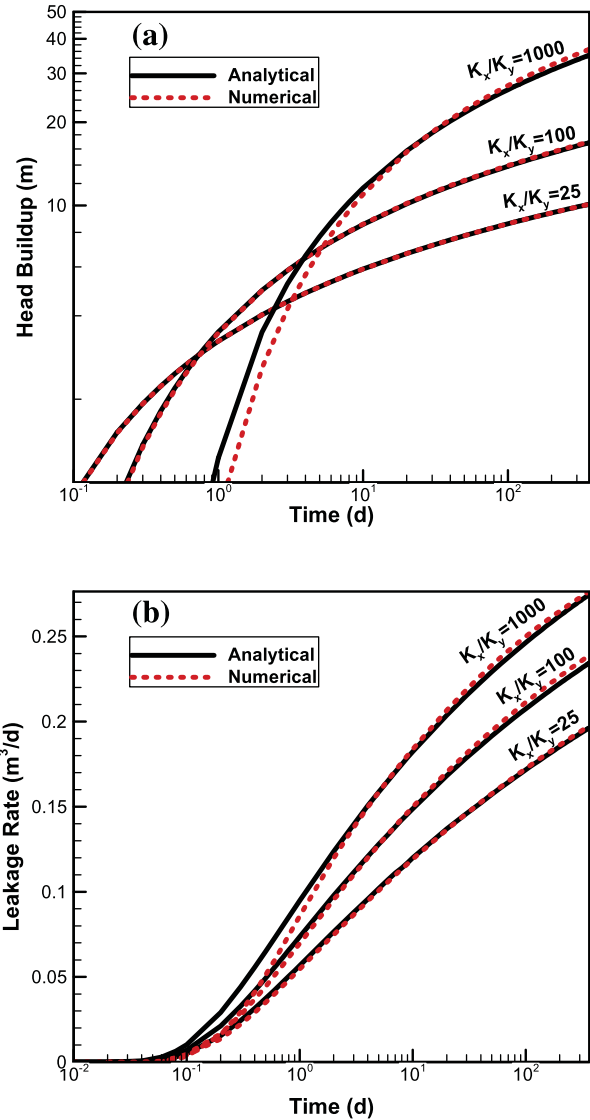 (a)
Analytical
Numerical
Kx/Ky=1000
Kx/Ky=100
Kx/Ky=25
50
40
30
20
10
Head Buildup (m)
10⁻¹ 10⁰ 10¹ 10²
Time (d)
(b)
Analytical
Numerical
Kx/Ky=1000
Kx/Ky=100
Kx/Ky=25
0.25
0.2
0.15
0.1
0.05
0
Leakage Rate (m³/d)
10⁻² 10⁻¹ 10⁰ 10¹ 10²
Time (d)